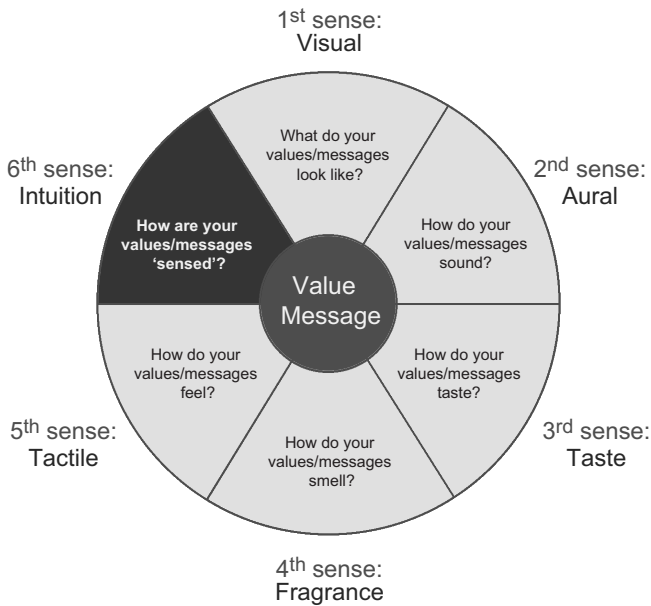 1st sense:
Visual
What do your
values/messages
look like?
2nd sense:
Aural
How do your
values/messages
sound?
3rd sense:
Taste
How do your
values/messages
taste?
4th sense:
Fragrance
How do your
values/messages
smell?
5th sense:
Tactile
How do your
values/messages
feel?
6th sense:
Intuition
How are your
values/messages
‘sensed’?
Value
Message